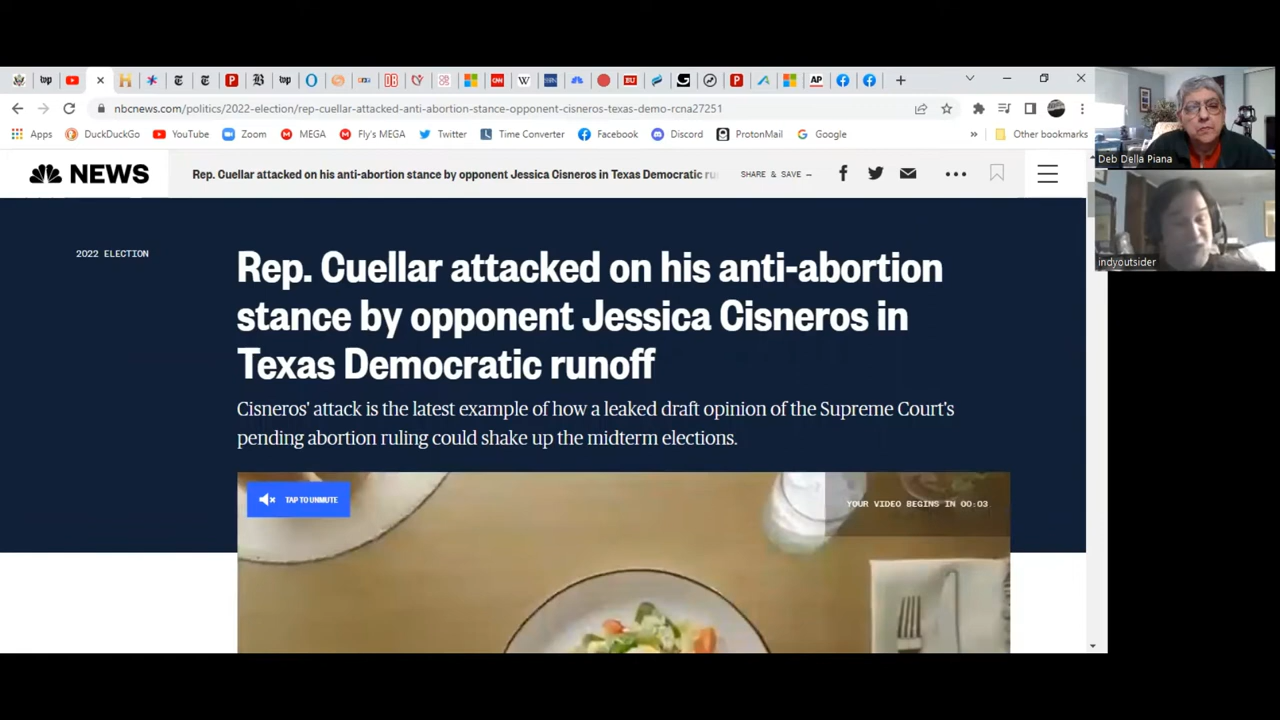 nbcnews.com/politics/2022-election/rep-cuellar-attacked-anti-abortion-stance-opponent-cisneros-texas-demo-rcna27251
Apps DuckDuckGo YouTube Zoom MEGA Fly's MEGA Twitter Time Converter Facebook Discord ProtonMail Google » Other bookmarks
Deb Della Piana
NEWS
Rep. Cuellar attacked on his anti-abortion stance by opponent Jessica Cisneros in Texas Democratic
SHARE & SAVE —
indyoutsider
2022 ELECTION
Rep. Cuellar attacked on his anti-abortion
stance by opponent Jessica Cisneros in
Texas Democratic runoff
Cisneros' attack is the latest example of how a leaked draft opinion of the Supreme Court's
pending abortion ruling could shake up the midterm elections.
TAP TO UNMUTE
YOUR VIDEO BEGINS IN 00:03